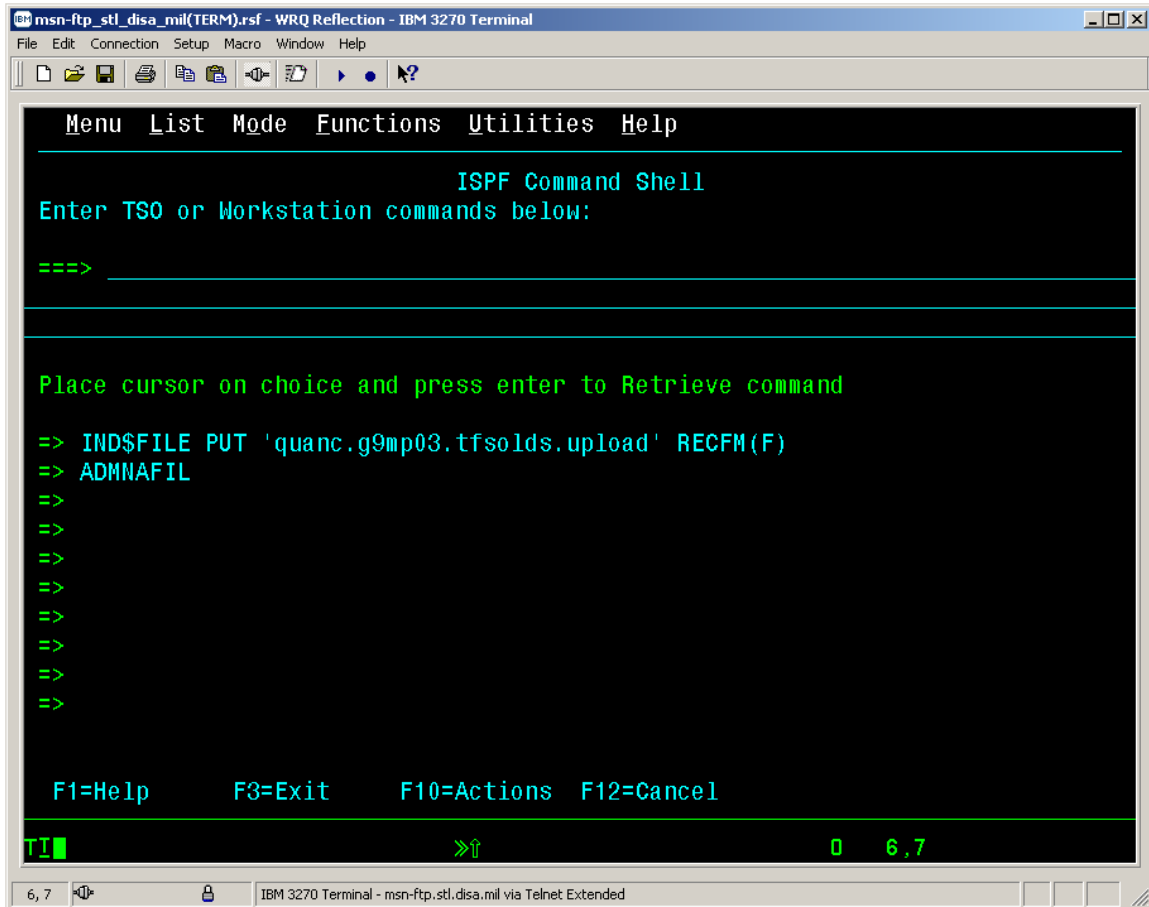 msn-ftp_stl_disa_mil(TERM).rsf - WRQ Reflection - IBM 3270 Terminal
File Edit Connection Setup Macro Window Help
Menu List Mode Functions Utilities Help
ISPF Command Shell
Enter TSO or Workstation commands below:
===>
Place cursor on choice and press enter to Retrieve command
=> IND$FILE PUT 'quanc.g9mp03.tfsolds.upload' RECFM(F)
=> ADMNAFIL
=>
=>
=>
=>
=>
=>
=>
=>
F1=Help F3=Exit F10=Actions F12=Cancel
TI »⇧ O 6,7
6, 7 IBM 3270 Terminal - msn-ftp.stl.disa.mil via Telnet Extended